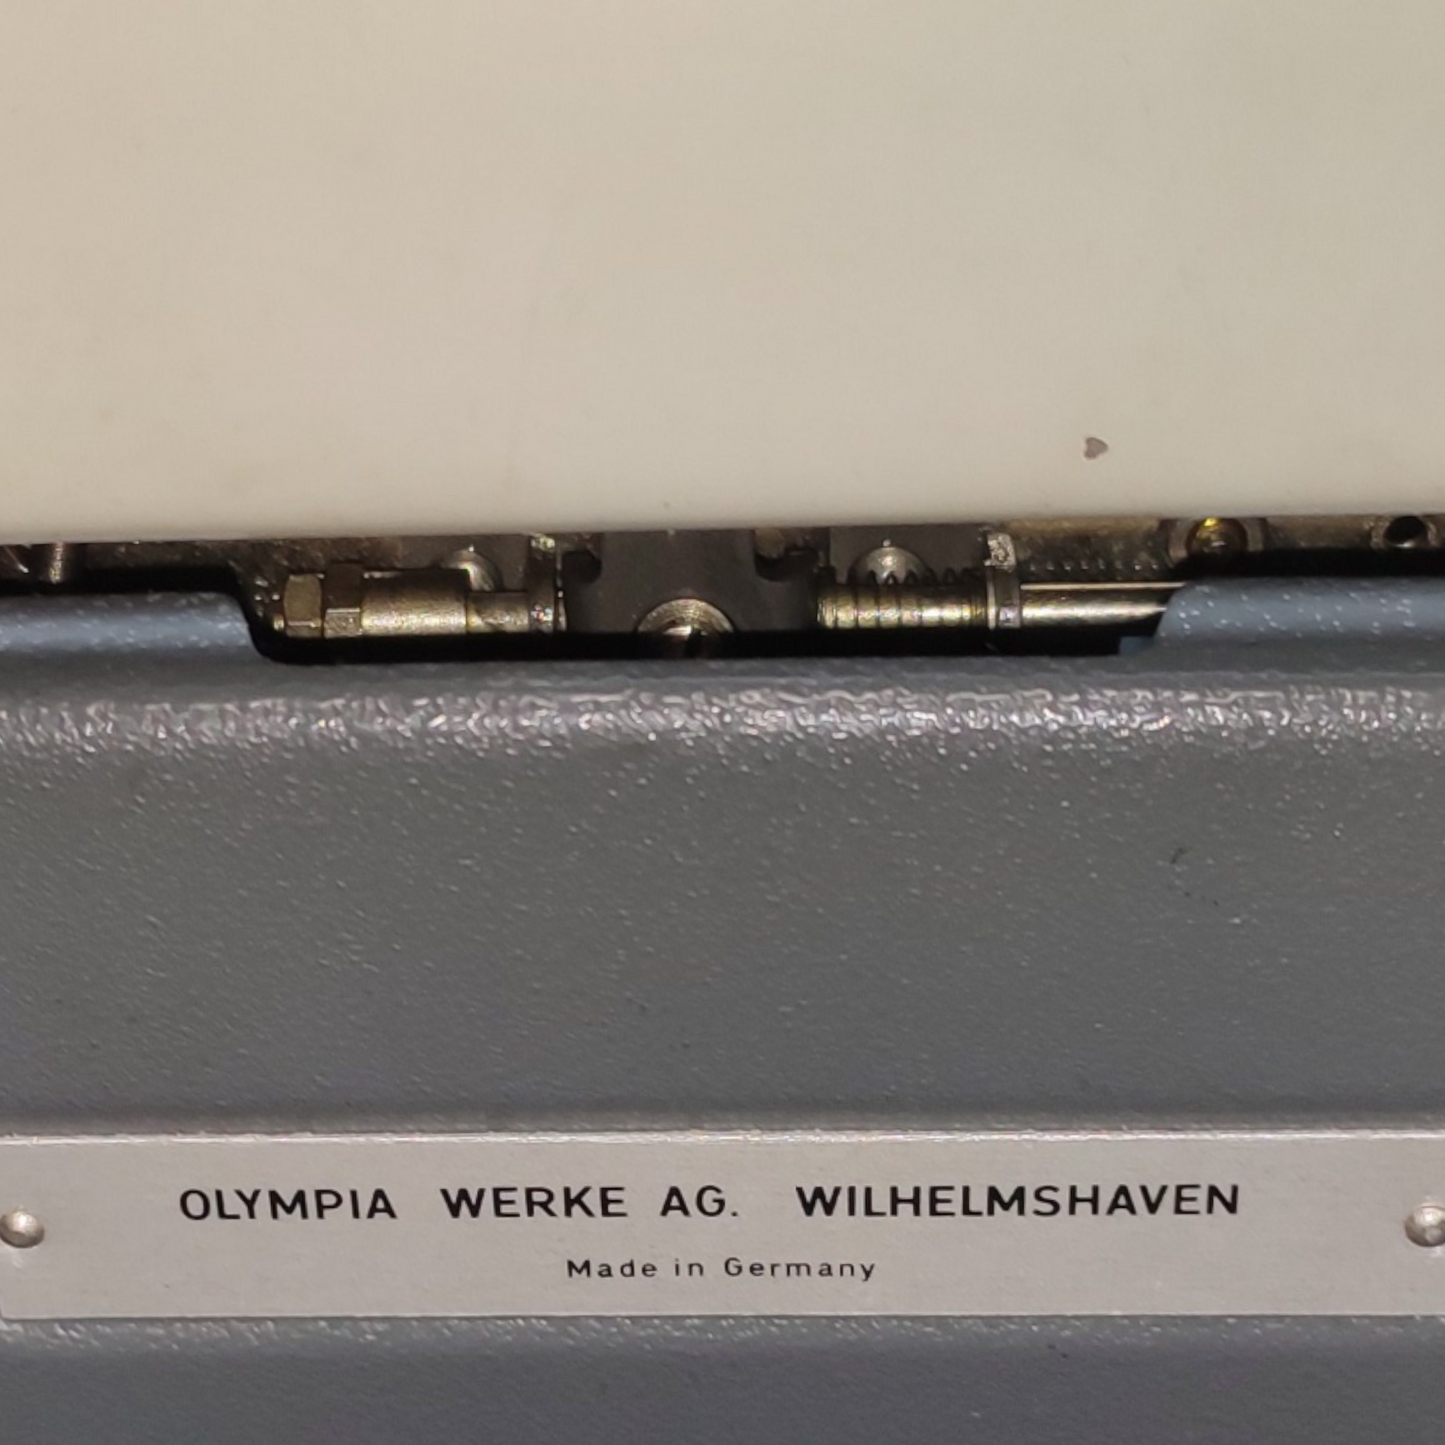 OLYMPIA WERKE AG. WILHELMSHAVEN
Made in Germany